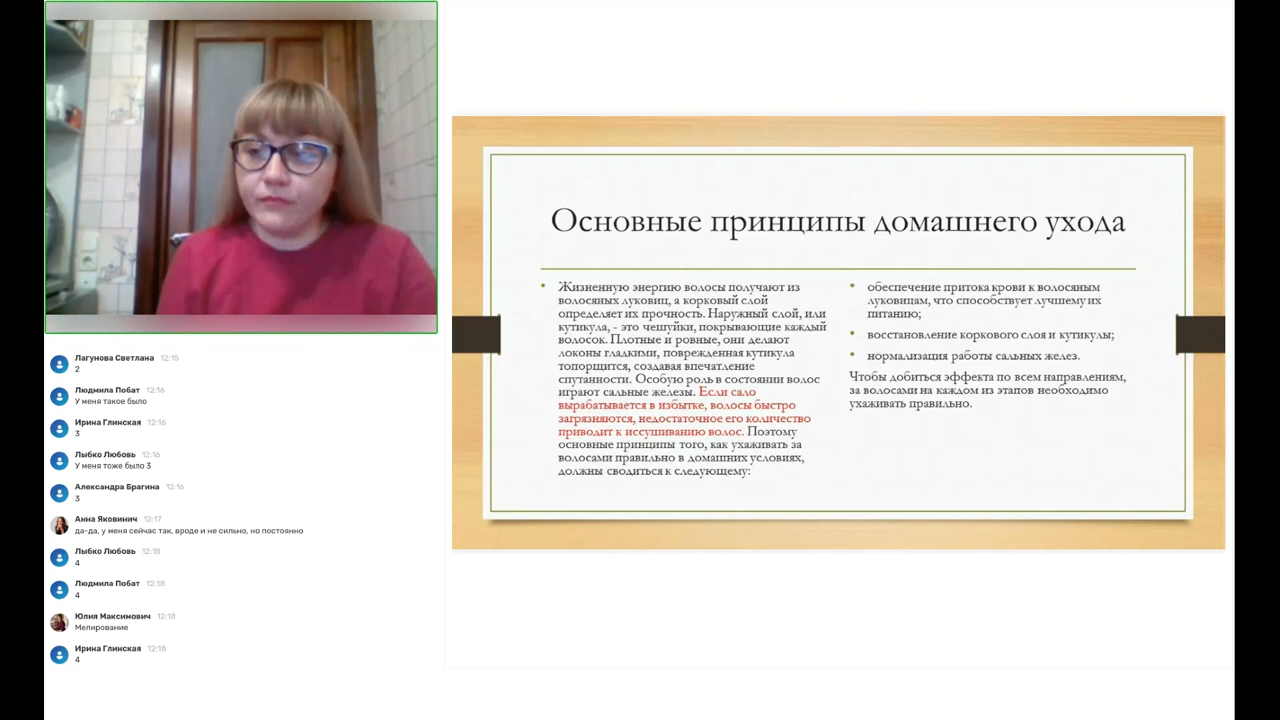 Лагунова Светлана 12:15
2
Людмила Побат 12:16
У меня такое было
Ирина Глинская 12:16
3
Лыбко Любовь 12:16
У меня тоже было 3
Александра Брагина 12:16
3
Анна Яковинич 12:17
да-да, у меня сейчас так, вроде и не сильно, но постоянно
Лыбко Любовь 12:18
4
Людмила Побат 12:18
4
Юлия Максимович 12:18
Мелирование
Ирина Глинская 12:18
4
Основные принципы домашнего ухода
• Жизненную энергию волосы получают из
волосяных луковиц, а корковый слой
определяет их прочность. Наружный слой, или
кутикула, - это чешуйки, покрывающие каждый
волосок. Плотные и ровные, они делают
локоны гладкими, поврежденная кутикула
топорщится, создавая впечатление
спутанности. Особую роль в состоянии волос
играют сальные железы. Если сало
вырабатывается в избытке, волосы быстро
загрязняются, недостаточное его количество
приводит к иссушиванию волос. Поэтому
основные принципы того, как ухаживать за
волосами правильно в домашних условиях,
должны сводиться к следующему:
• обеспечение притока крови к волосяным
луковицам, что способствует лучшему их
питанию;
• восстановление коркового слоя и кутикулы;
• нормализация работы сальных желез.
Чтобы добиться эффекта по всем направлениям,
за волосами на каждом из этапов необходимо
ухаживать правильно.